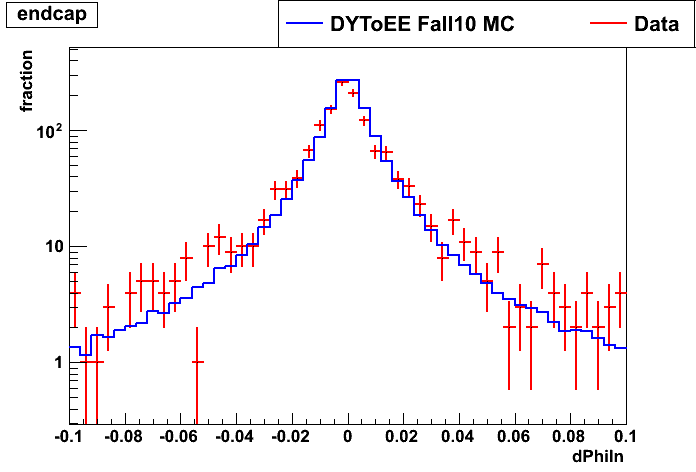 endcap
DYToEE Fall10 MC
Data
fraction
10²
10
1
-0.1 -0.08 -0.06 -0.04 -0.02 0 0.02 0.04 0.06 0.08 0.1
dPhiIn